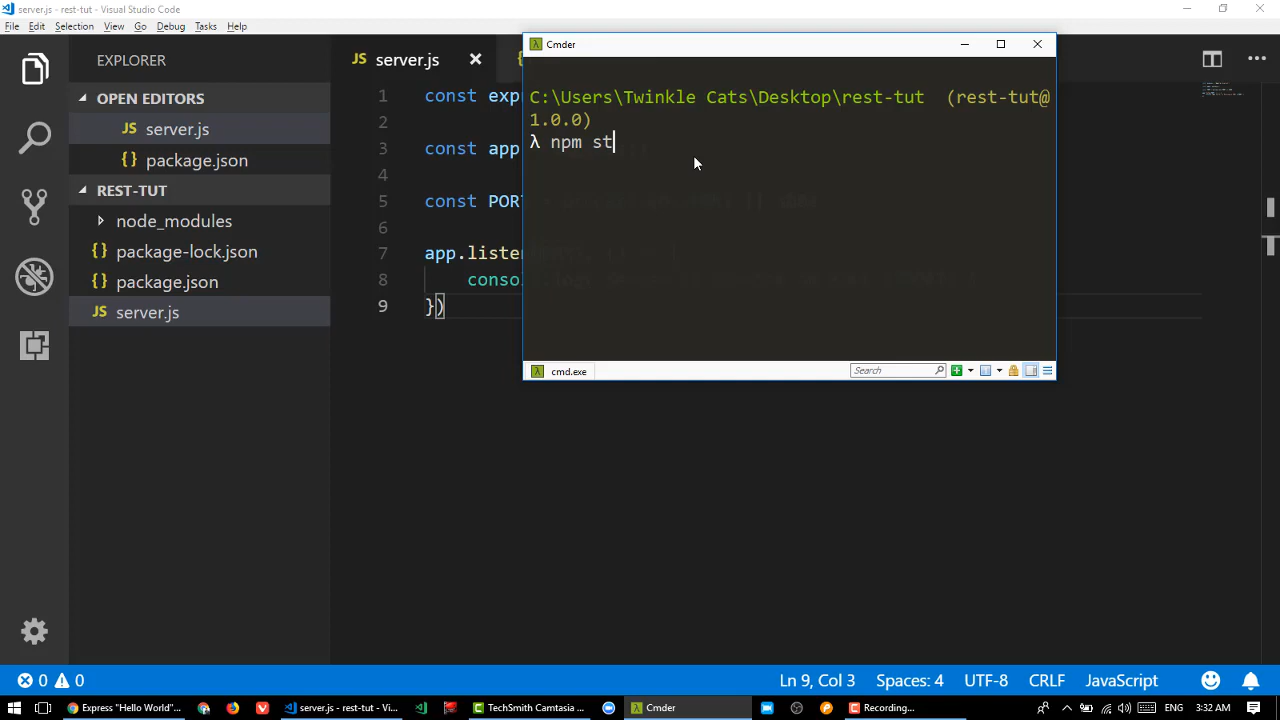 server.js - rest-tut - Visual Studio Code
File Edit Selection View Go Debug Tasks Help
EXPLORER
OPEN EDITORS
JS server.js
{} package.json
REST-TUT
node_modules
{} package-lock.json
{} package.json
JS server.js
JS server.js
1 const exp
2
3 const app
4
5 const POR
6
7 app.listen
8 conso
9 })
Cmder
C:\Users\Twinkle Cats\Desktop\rest-tut (rest-tut@
1.0.0)
λ npm st
cmd.exe
Search
0 0
Ln 9, Col 3 Spaces: 4 UTF-8 CRLF JavaScript
Express "Hello World"... server.js - rest-tut - Vi... TechSmith Camtasia ... Cmder Recording... 3:32 AM